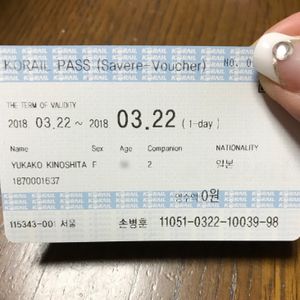 KORAIL PASS (Savere-Voucher) NO. 0
THE TERM OF VALIDITY
2018 03.22 ~ 2018 03.22 (1-day)
Name Sex Age Companion NATIONALITY
YUKAKO KINOSHITA F 2 일본
1870001637
영수액 0원
115343-001 서울 손병훈 11051-0322-10039-98